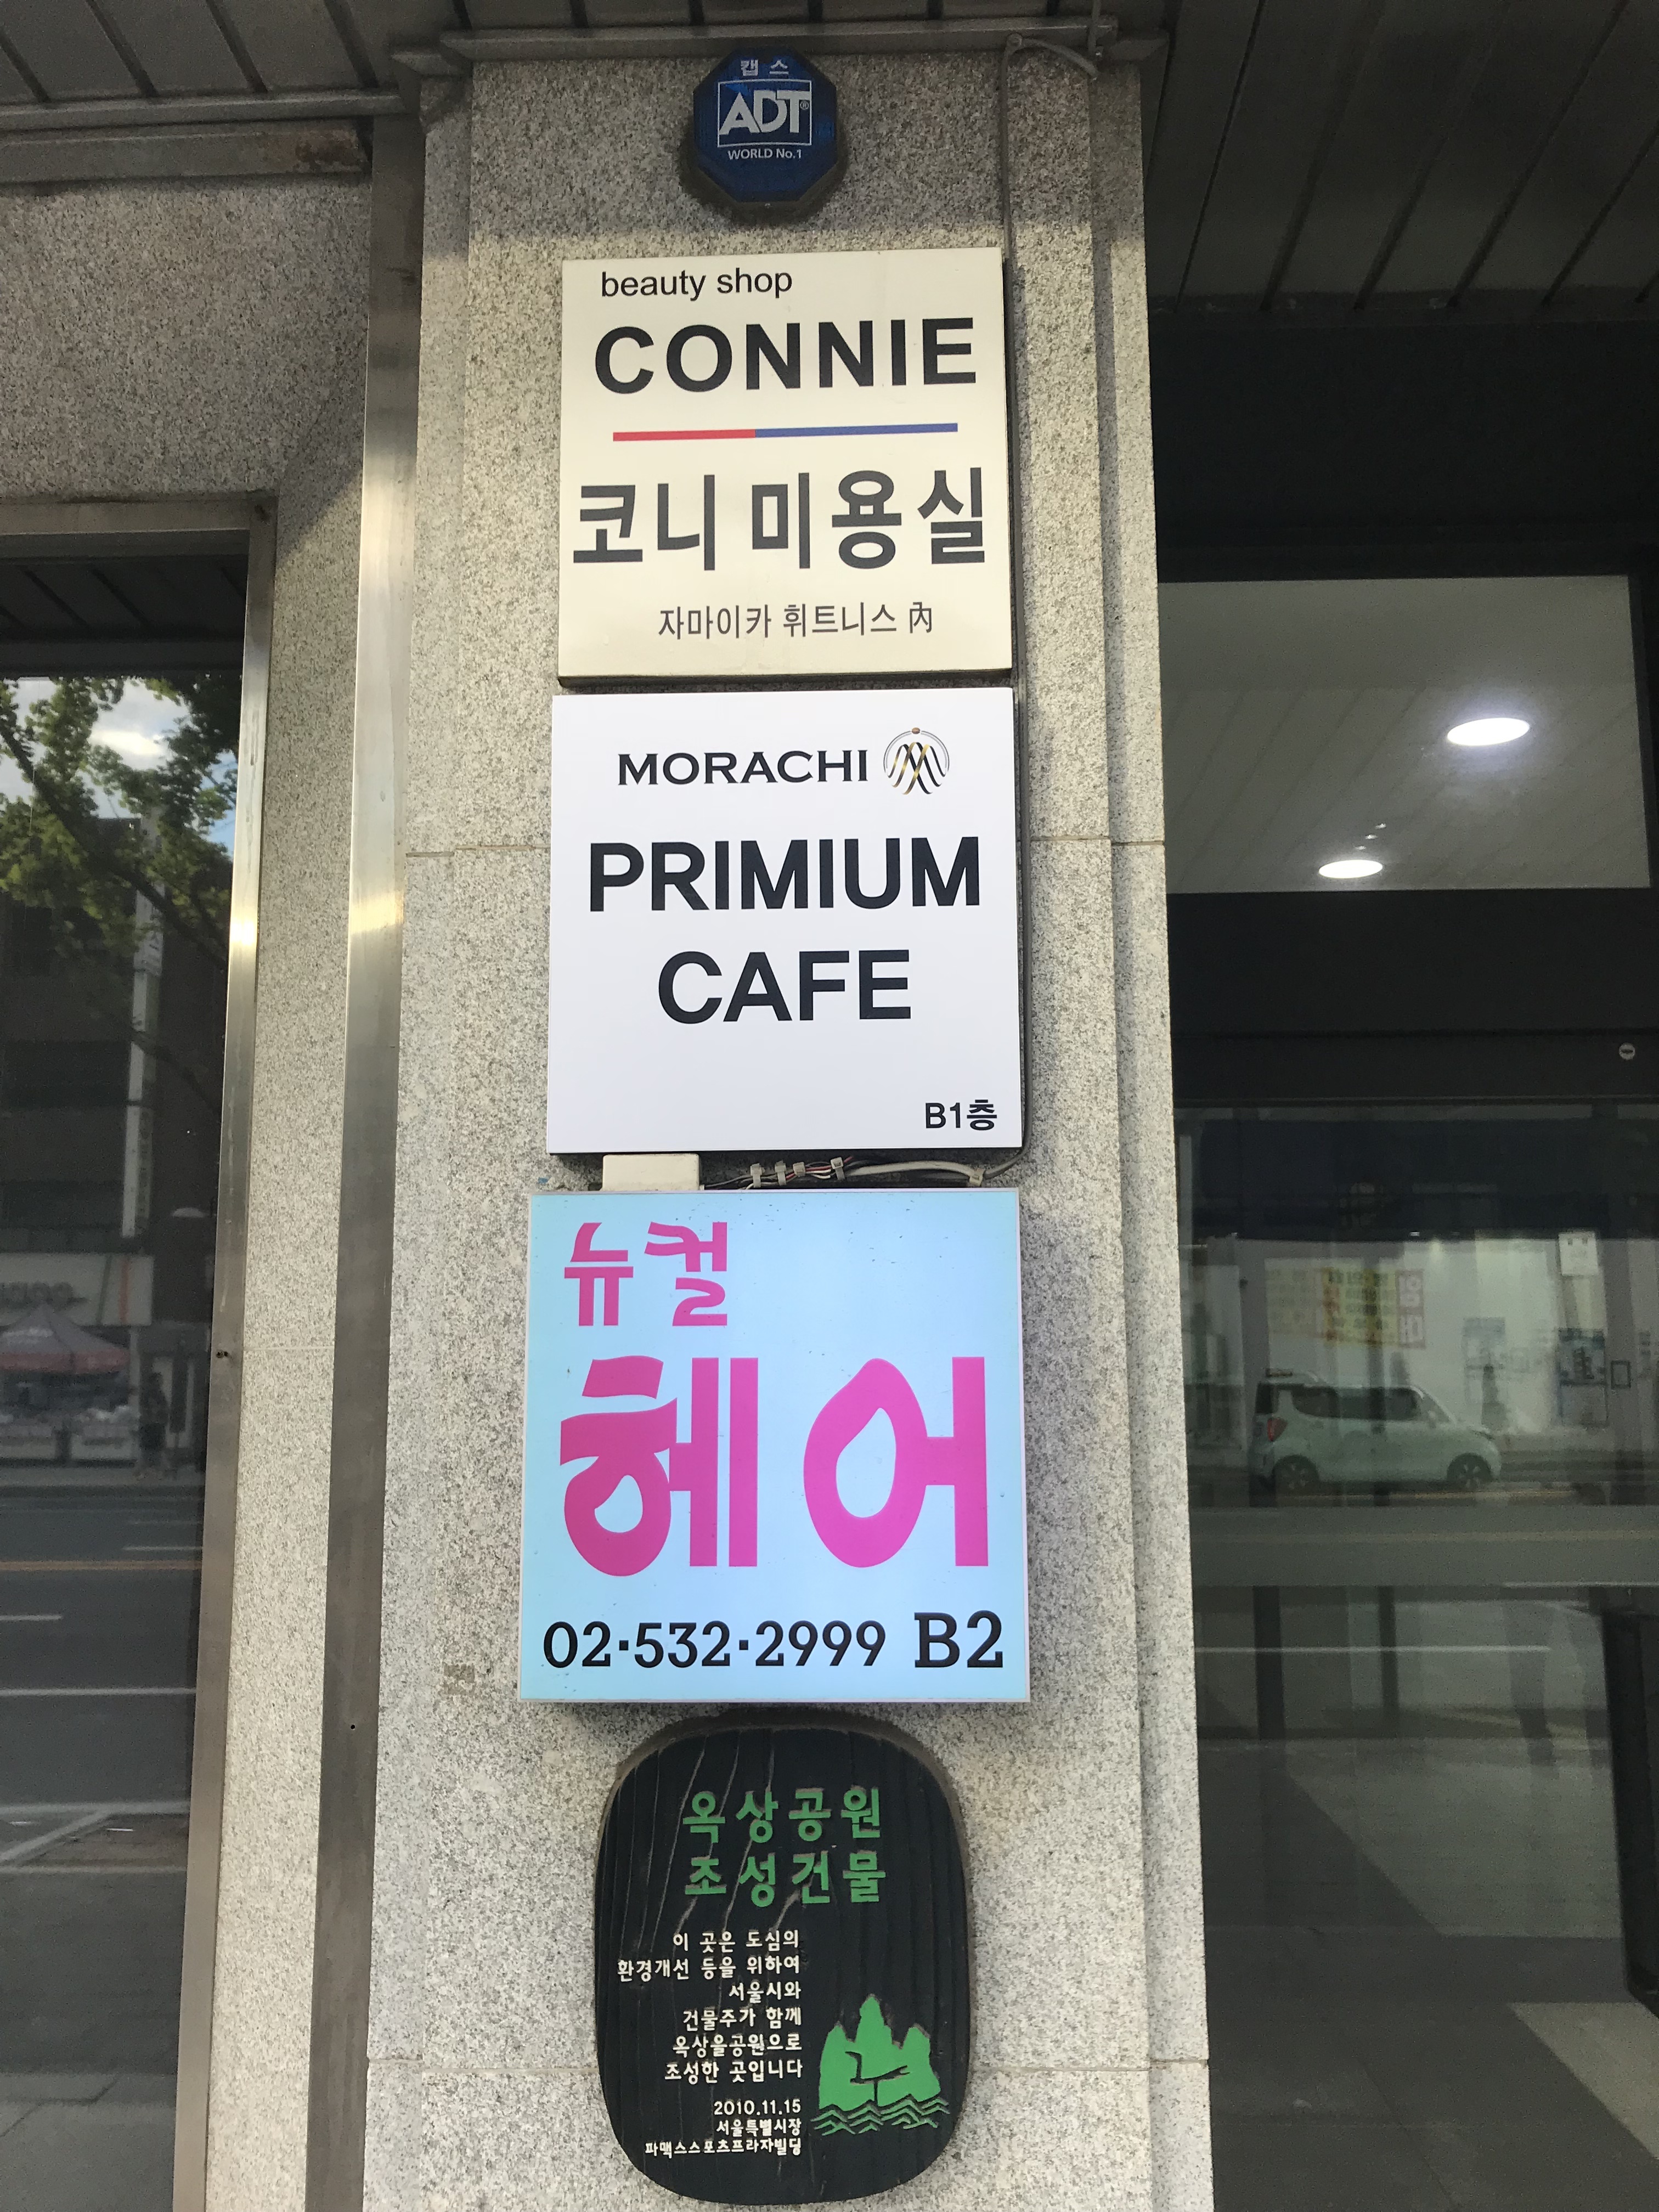 캡스
ADT®
WORLD No.1
beauty shop
CONNIE
코니 미용실
자마이카 휘트니스 內
MORACHI
PRIMIUM
CAFE
B1층
뉴컬
헤어
02·532·2999 B2
옥상공원
조성건물
이 곳은 도심의
환경개선 등을 위하여
서울시와
건물주가 함께
옥상을공원으로
조성한 곳입니다
2010.11.15
서울특별시장
파맥스스포츠프라자빌딩